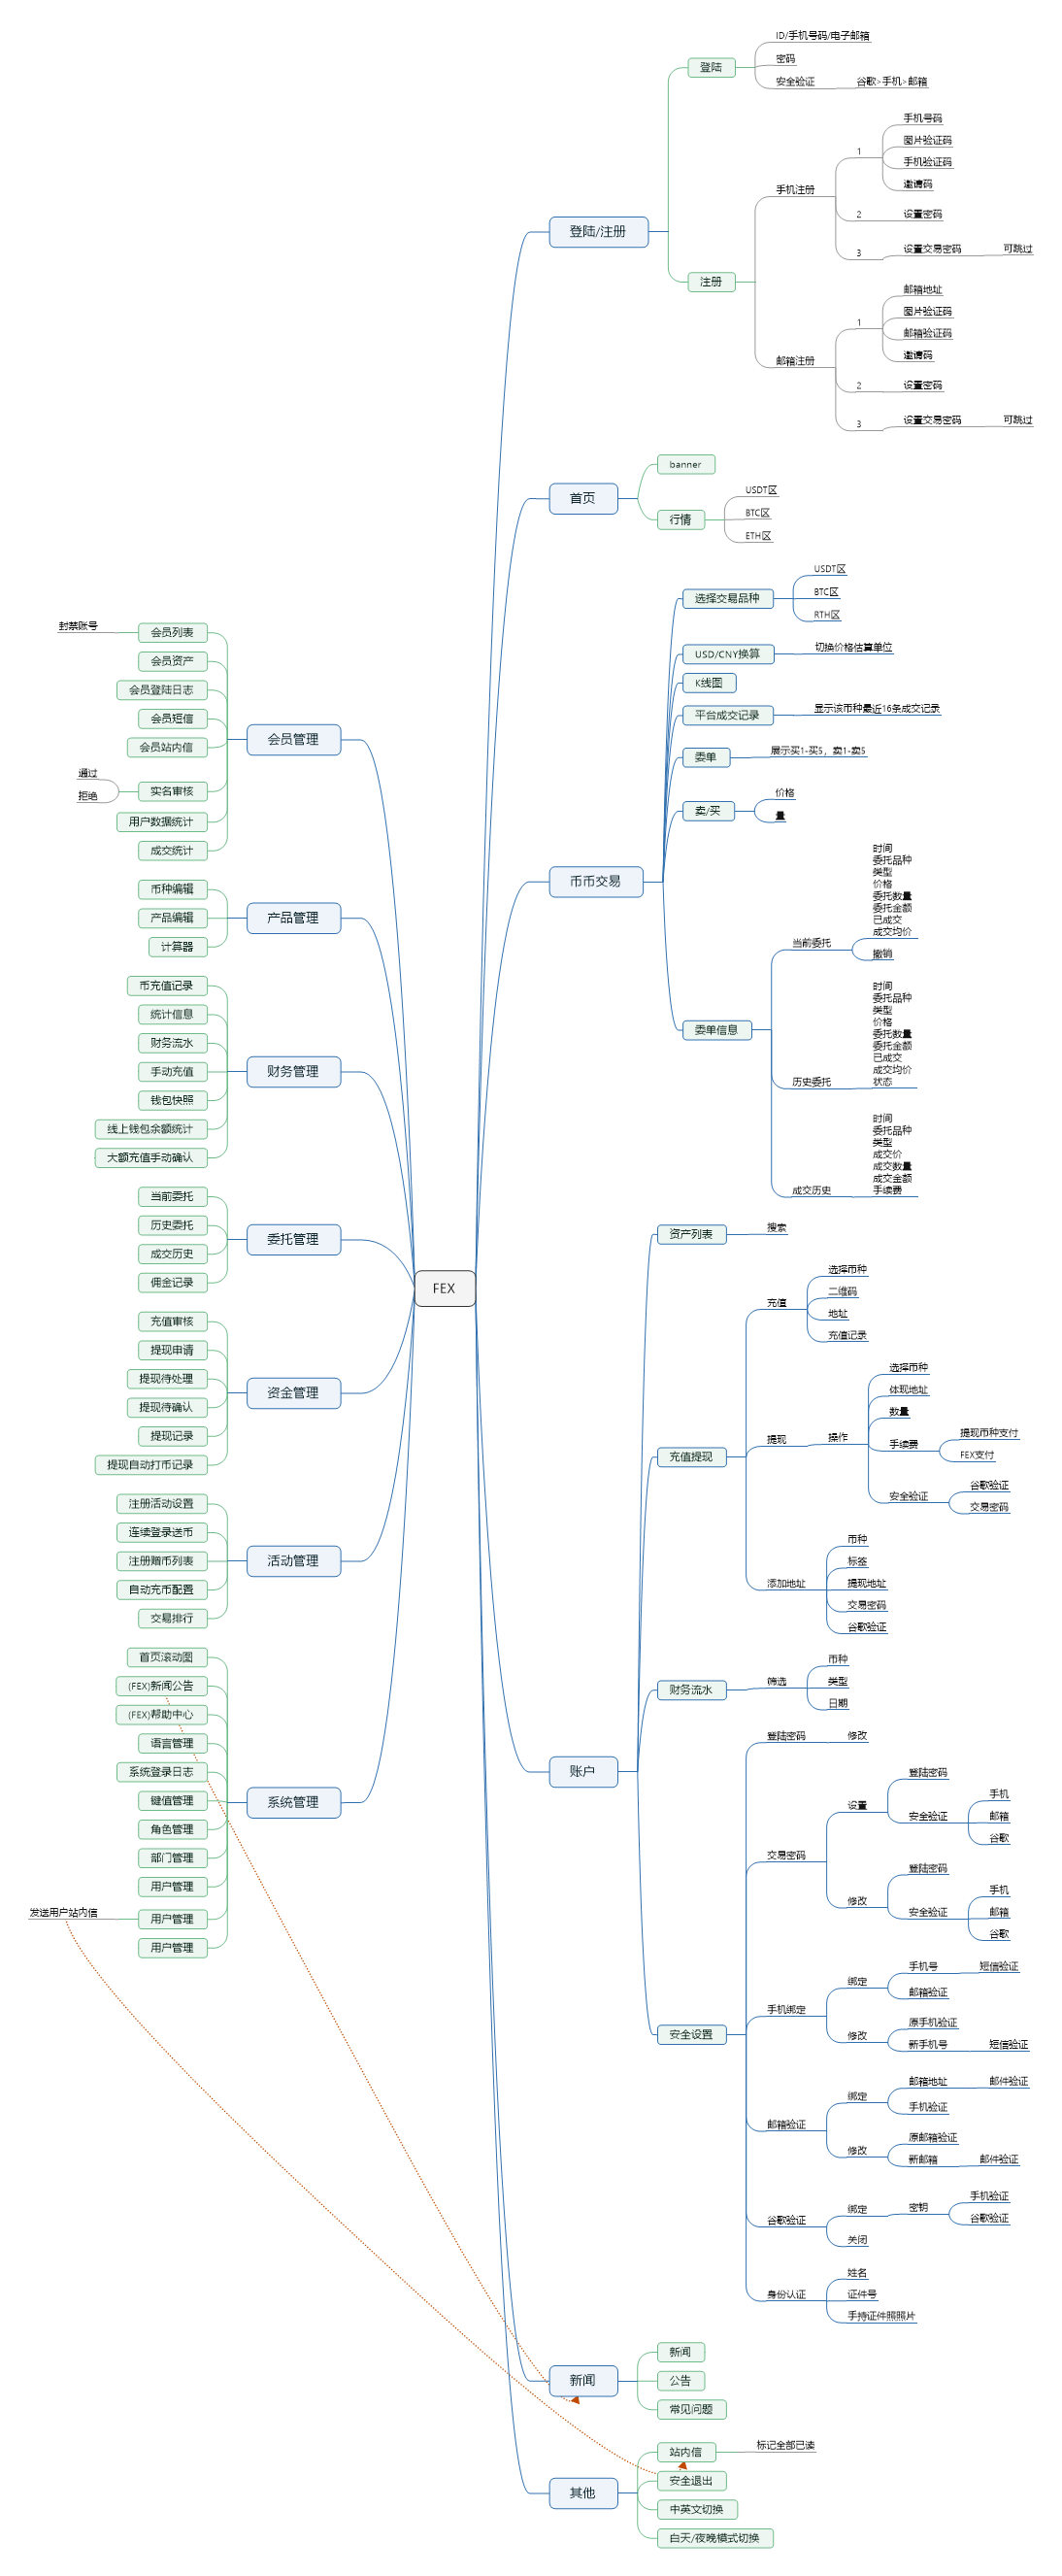 FEX
登陆/注册
登陆
ID/手机号码/电子邮箱
密码
安全验证
谷歌>手机>邮箱
注册
手机注册
1
手机号码
图片验证码
手机验证码
邀请码
2
设置密码
3
设置交易密码
可跳过
邮箱注册
1
邮箱地址
图片验证码
邮箱验证码
邀请码
2
设置密码
3
设置交易密码
可跳过
首页
banner
行情
USDT区
BTC区
ETH区
币币交易
选择交易品种
USDT区
BTC区
RTH区
USD/CNY换算
切换价格估算单位
K线图
平台成交记录
显示该币种最近16条成交记录
委单
展示买1-买5，卖1-卖5
卖/买
价格
量
委单信息
当前委托
时间
委托品种
类型
价格
委托数量
委托金额
已成交
成交均价
撤销
历史委托
时间
委托品种
类型
价格
委托数量
委托金额
已成交
成交均价
状态
成交历史
时间
委托品种
类型
成交价
成交数量
成交金额
手续费
账户
资产列表
搜索
充值提现
充值
选择币种
二维码
地址
充值记录
提现
操作
选择币种
体现地址
数量
手续费
提现币种支付
FEX支付
安全验证
谷歌验证
交易密码
添加地址
币种
标签
提现地址
交易密码
谷歌验证
财务流水
筛选
币种
类型
日期
安全设置
登陆密码
修改
交易密码
设置
登陆密码
安全验证
手机
邮箱
谷歌
修改
登陆密码
安全验证
手机
邮箱
谷歌
手机绑定
绑定
手机号
短信验证
邮箱验证
修改
原手机验证
新手机号
短信验证
邮箱验证
绑定
邮箱地址
邮件验证
手机验证
修改
原邮箱验证
新邮箱
邮件验证
谷歌验证
绑定
密钥
手机验证
谷歌验证
关闭
身份认证
姓名
证件号
手持证件照照片
新闻
新闻
公告
常见问题
其他
站内信
标记全部已读
安全退出
中英文切换
白天/夜晚模式切换
会员管理
会员列表
封禁账号
会员资产
会员登陆日志
会员短信
会员站内信
实名审核
通过
拒绝
用户数据统计
成交统计
产品管理
币种编辑
产品编辑
计算器
财务管理
币充值记录
统计信息
财务流水
手动充值
钱包快照
线上钱包余额统计
大额充值手动确认
委托管理
当前委托
历史委托
成交历史
佣金记录
资金管理
充值审核
提现申请
提现待处理
提现待确认
提现记录
提现自动打币记录
活动管理
注册活动设置
连续登录送币
注册赠币列表
自动充币配置
交易排行
系统管理
首页滚动图
(FEX)新闻公告
(FEX)帮助中心
语言管理
系统登录日志
键值管理
角色管理
部门管理
用户管理
用户管理
发送用户站内信
用户管理